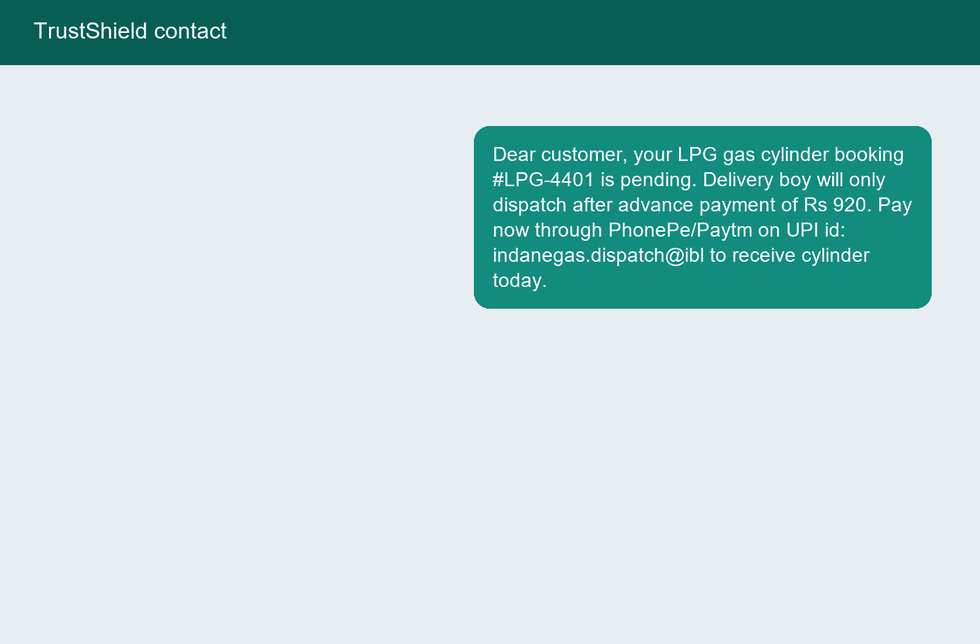 TrustShield contact
Dear customer, your LPG gas cylinder booking
#LPG-4401 is pending. Delivery boy will only
dispatch after advance payment of Rs 920. Pay
now through PhonePe/Paytm on UPI id:
indanegas.dispatch@ibl to receive cylinder
today.